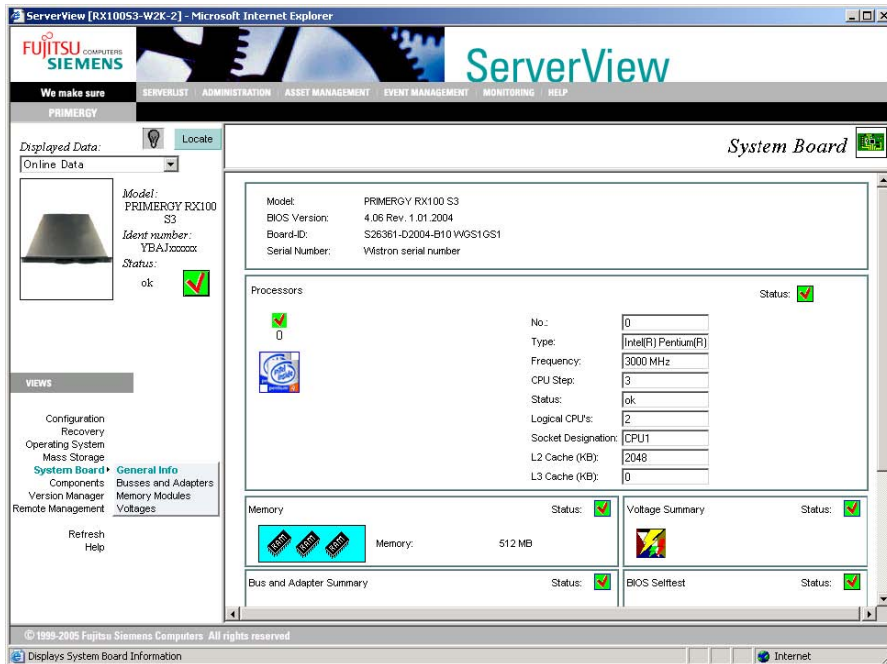 ServerView [RX100S3-W2K-2] - Microsoft Internet Explorer
FUJITSU COMPUTERS
SIEMENS
ServerView
We make sure
SERVERLIST | ADMINISTRATION | ASSET MANAGEMENT | EVENT MANAGEMENT | MONITORING | HELP
PRIMERGY
Displayed Data:
Locate
Online Data
System Board
Model:
PRIMERGY RX100 S3
Ident number:
YBAJxxxxxx
Status:
ok
VIEWS
Configuration
Recovery
Operating System
Mass Storage
System Board
Components
Version Manager
Remote Management
General Info
Busses and Adapters
Memory Modules
Voltages
Refresh
Help
Model: PRIMERGY RX100 S3
BIOS Version: 4.06 Rev. 1.01.2004
Board-ID: S26361-D2004-B10 WGS1GS1
Serial Number: Wistron serial number
Processors
Status:
0
No.: 0
Type: Intel(R) Pentium(R)
Frequency: 3000 MHz
CPU Step: 3
Status: ok
Logical CPU's: 2
Socket Designation: CPU1
L2 Cache (KB): 2048
L3 Cache (KB): 0
Memory Status:
RAM RAM RAM
Memory: 512 MB
Voltage Summary Status:
Bus and Adapter Summary Status:
BIOS Selftest Status:
© 1999-2005 Fujitsu Siemens Computers All rights reserved
Displays System Board Information
Internet